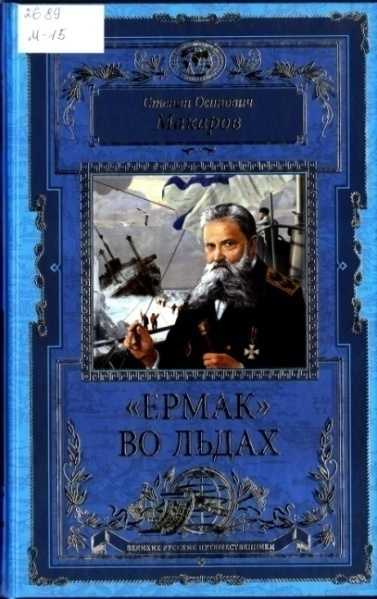 26.89
М-15
Степан Осипович
Макаров
«ЕРМАК»
ВО ЛЬДАХ
ВЕЛИКИЕ РУССКИЕ ПУТЕШЕСТВЕННИКИ